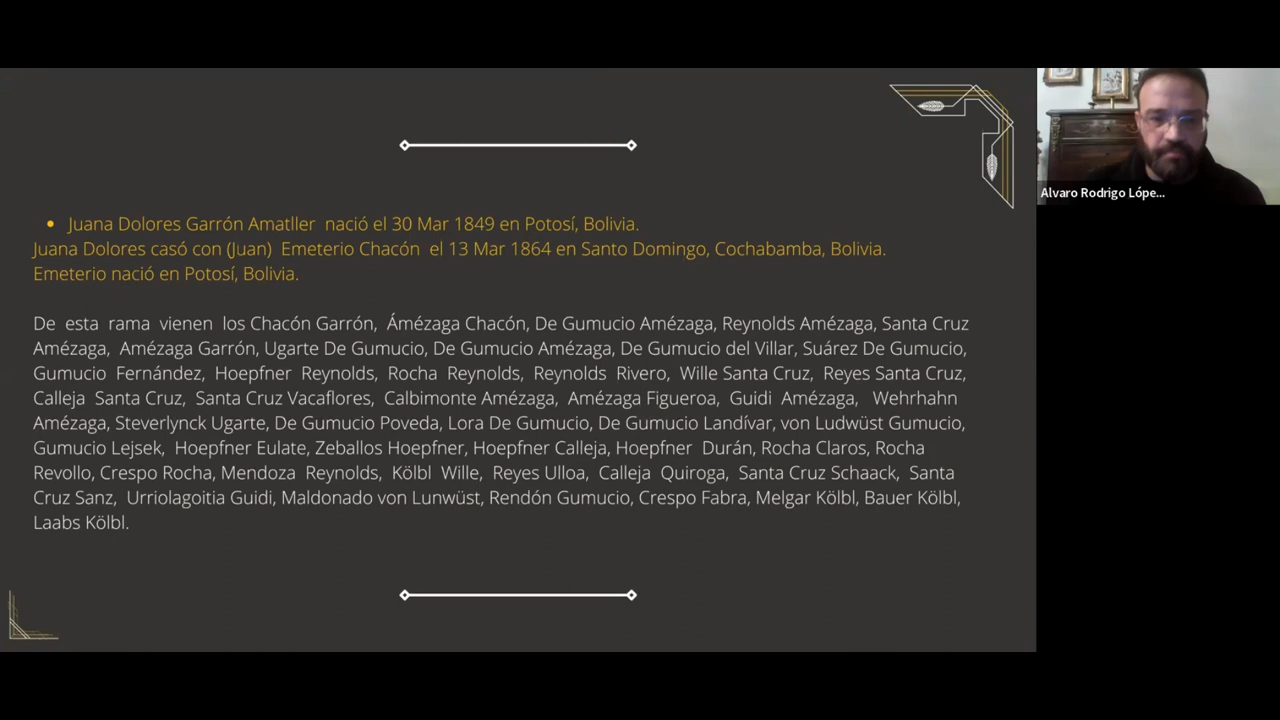 Juana Dolores Garrón Amatller nació el 30 Mar 1849 en Potosí, Bolivia.
Juana Dolores casó con (Juan) Emeterio Chacón el 13 Mar 1864 en Santo Domingo, Cochabamba, Bolivia.
Emeterio nació en Potosí, Bolivia.
De esta rama vienen los Chacón Garrón, Ámézaga Chacón, De Gumucio Amézaga, Reynolds Amézaga, Santa Cruz
Amézaga, Amézaga Garrón, Ugarte De Gumucio, De Gumucio Amézaga, De Gumucio del Villar, Suárez De Gumucio,
Gumucio Fernández, Hoepfner Reynolds, Rocha Reynolds, Reynolds Rivero, Wille Santa Cruz, Reyes Santa Cruz,
Calleja Santa Cruz, Santa Cruz Vacaflores, Calbimonte Amézaga, Amézaga Figueroa, Guidi Amézaga, Wehrhahn
Amézaga, Steverlynck Ugarte, De Gumucio Poveda, Lora De Gumucio, De Gumucio Landívar, von Ludwüst Gumucio,
Gumucio Lejsek, Hoepfner Eulate, Zeballos Hoepfner, Hoepfner Calleja, Hoepfner Durán, Rocha Claros, Rocha
Revollo, Crespo Rocha, Mendoza Reynolds, Kölbl Wille, Reyes Ulloa, Calleja Quiroga, Santa Cruz Schaack, Santa
Cruz Sanz, Urriolagoitia Guidi, Maldonado von Lunwüst, Rendón Gumucio, Crespo Fabra, Melgar Kölbl, Bauer Kölbl,
Laabs Kölbl.
Alvaro Rodrigo Lópe...